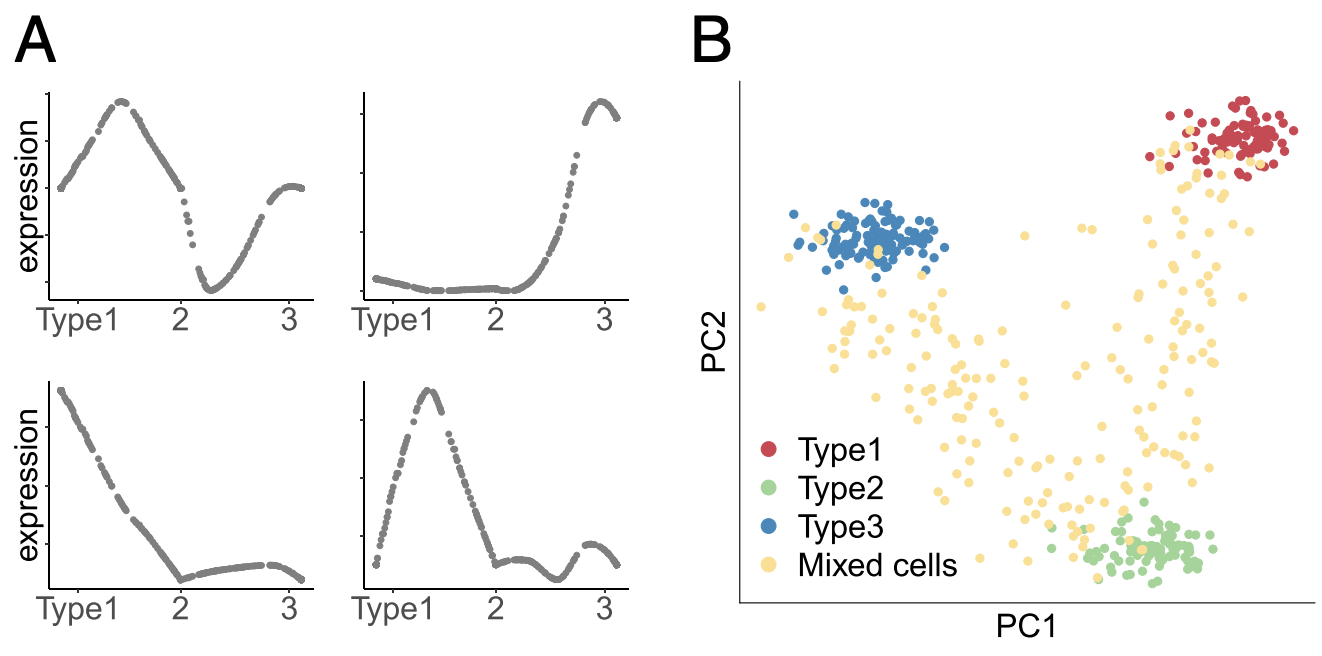 A
expression
Type1 2 3
Type1 2 3
expression
Type1 2 3
Type1 2 3
B
PC2
Type1
Type2
Type3
Mixed cells
PC1